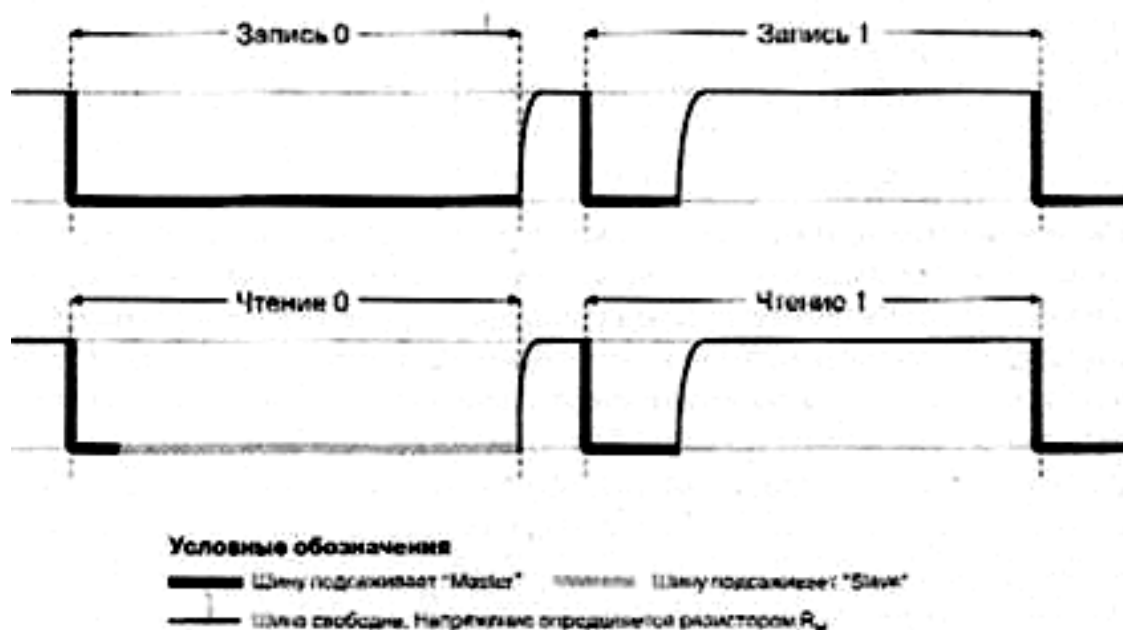 Запись 0
Запись 1
Чтение 0
Чтение 1
Условные обозначения
Шину подсаживает "Master"
Шину подсаживает "Slave"
Шина свободна. Напряжение определяется резистором Rн